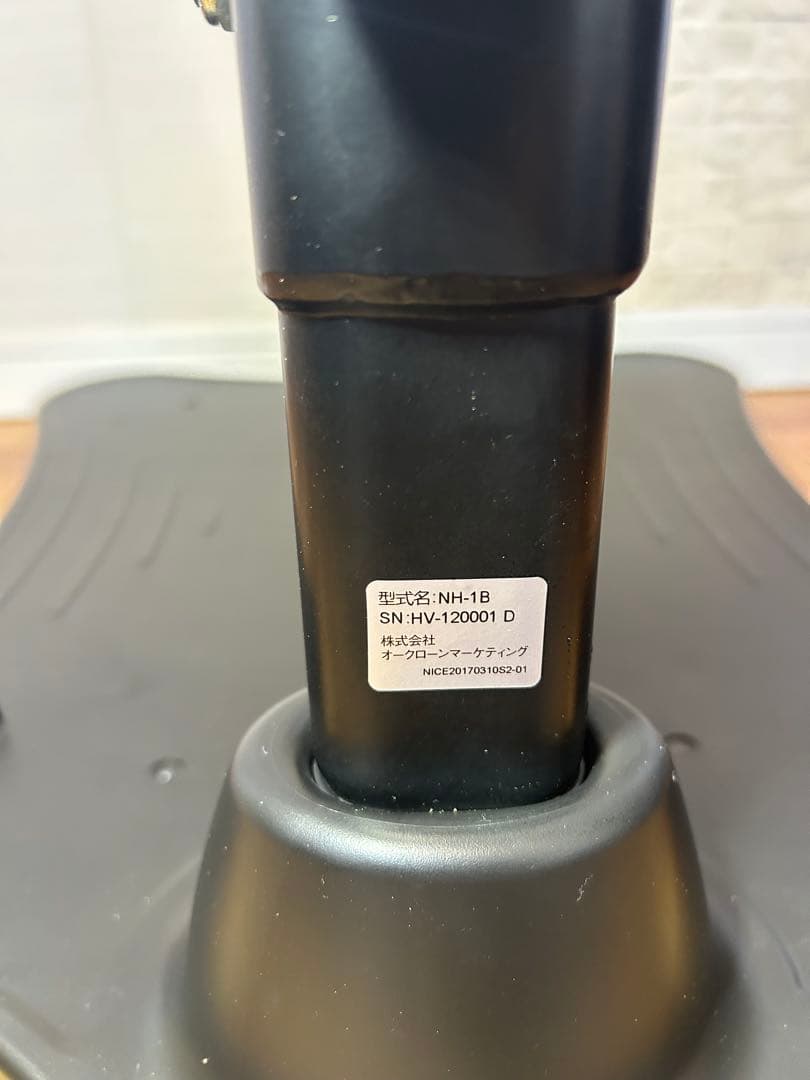 型式名:NH-1B
SN:HV-120001 D
株式会社
オークローンマーケティング
NICE20170310S2-01